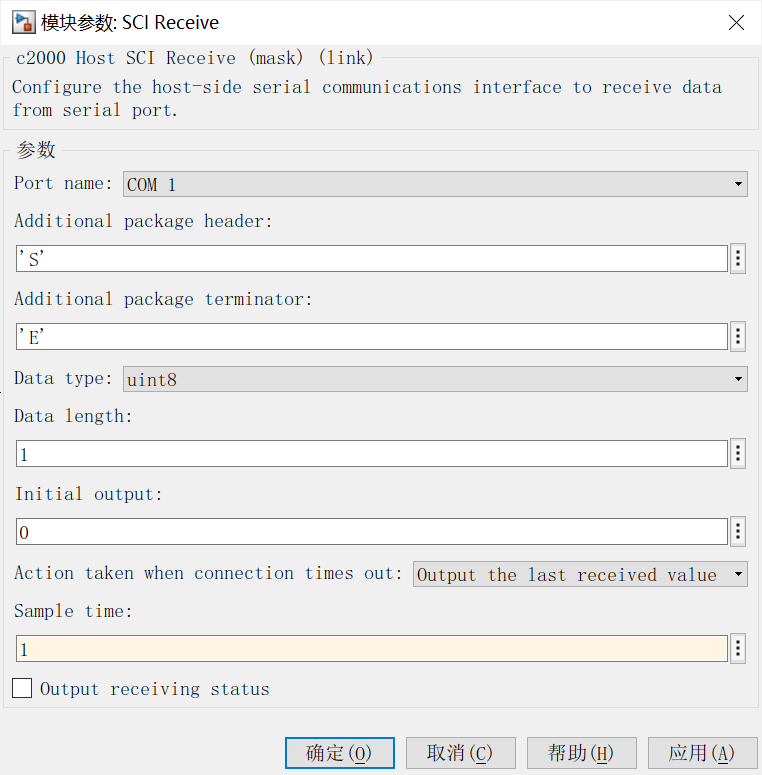 模块参数: SCI Receive
c2000 Host SCI Receive (mask) (link)
Configure the host-side serial communications interface to receive data
from serial port.
参数
Port name: COM 1
Additional package header:
'S'
Additional package terminator:
'E'
Data type: uint8
Data length:
1
Initial output:
0
Action taken when connection times out: Output the last received value
Sample time:
1
Output receiving status
确定(O) 取消(C) 帮助(H) 应用(A)